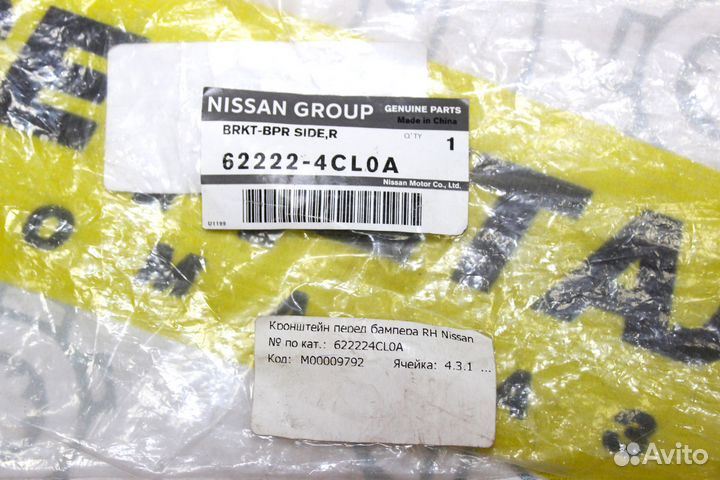 NISSAN GROUP
GENUINE PARTS
Made in China
BRKT-BPR SIDE,R
Q'TY
1
62222-4CL0A
Nissan Motor Co., Ltd.
U1199
Кронштейн перед бампера RH Nissan
№ по кат.: 622224CL0A
Код: M00009792 Ячейка: 4.3.1 ...
Avito